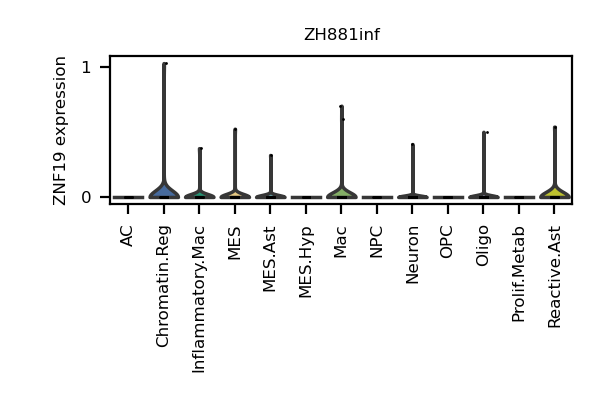 ZH881inf
ZNF19 expression
1
0
AC
Chromatin.Reg
Inflammatory.Mac
MES
MES.Ast
MES.Hyp
Mac
NPC
Neuron
OPC
Oligo
Prolif.Metab
Reactive.Ast